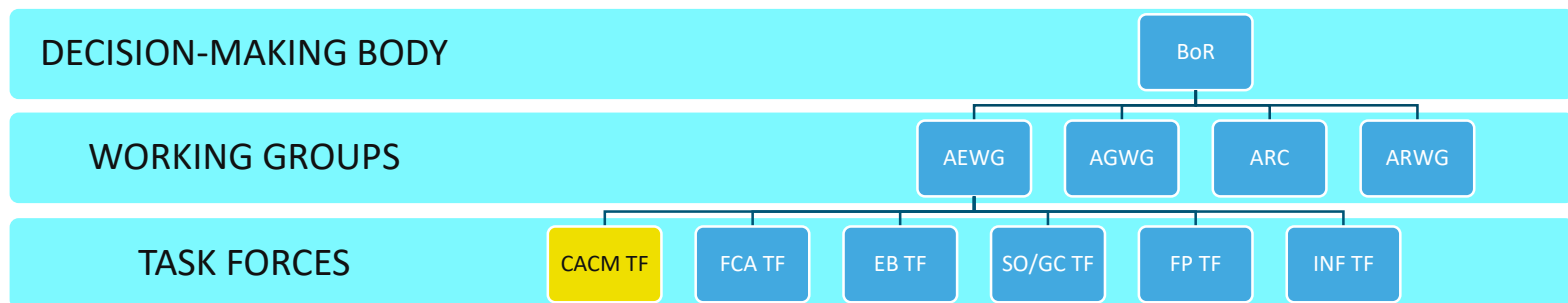 DECISION-MAKING BODY
BoR
WORKING GROUPS
AEWG
AGWG
ARC
ARWG
TASK FORCES
CACM TF
FCA TF
EB TF
SO/GC TF
FP TF
INF TF